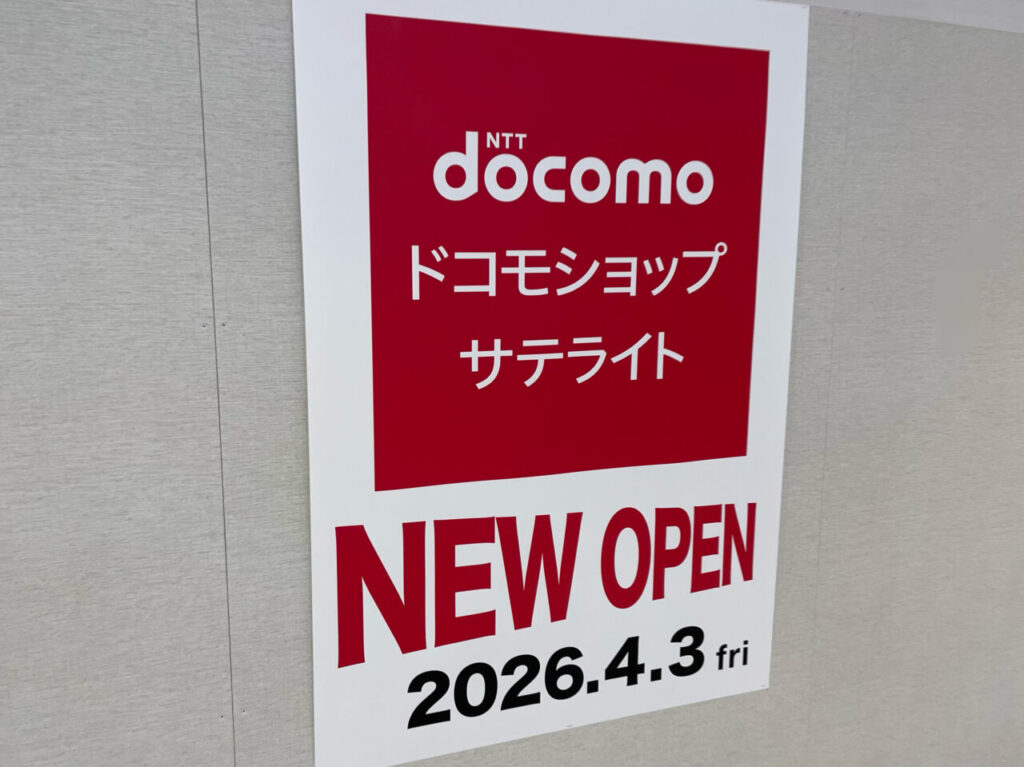 NTT
docomo
ドコモショップ
サテライト
NEW OPEN
2026.4.3 fri